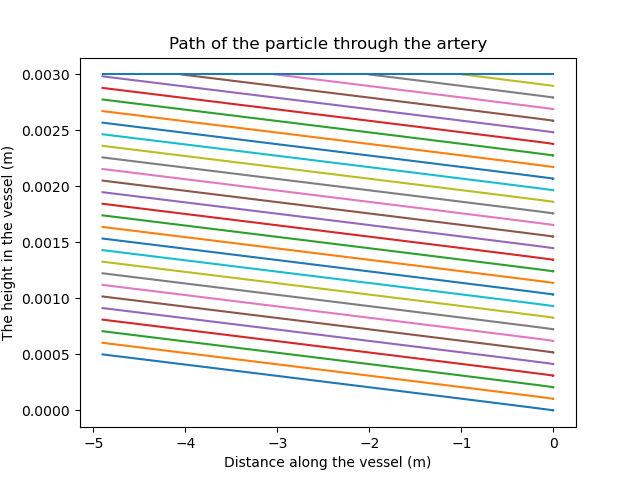 Path of the particle through the artery
The height in the vessel (m)
0.0030
0.0025
0.0020
0.0015
0.0010
0.0005
0.0000
−5 −4 −3 −2 −1 0
Distance along the vessel (m)